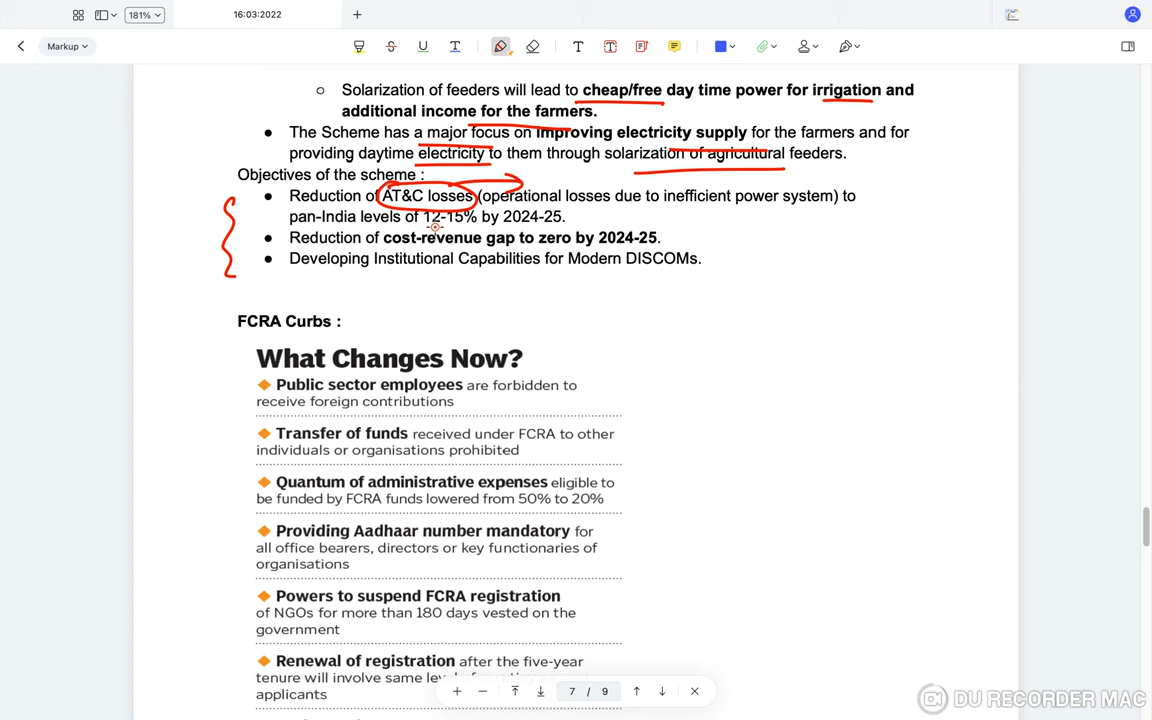 181%
16:03:2022
Markup
○ Solarization of feeders will lead to cheap/free day time power for irrigation and
additional income for the farmers.
● The Scheme has a major focus on improving electricity supply for the farmers and for
providing daytime electricity to them through solarization of agricultural feeders.
Objectives of the scheme :
● Reduction of AT&C losses (operational losses due to inefficient power system) to
pan-India levels of 12-15% by 2024-25.
● Reduction of cost-revenue gap to zero by 2024-25.
● Developing Institutional Capabilities for Modern DISCOMs.
FCRA Curbs :
What Changes Now?
Public sector employees are forbidden to
receive foreign contributions
Transfer of funds received under FCRA to other
individuals or organisations prohibited
Quantum of administrative expenses eligible to
be funded by FCRA funds lowered from 50% to 20%
Providing Aadhaar number mandatory for
all office bearers, directors or key functionaries of
organisations
Powers to suspend FCRA registration
of NGOs for more than 180 days vested on the
government
Renewal of registration after the five-year
tenure will involve same
applicants
7 / 9
DU RECORDER MAC